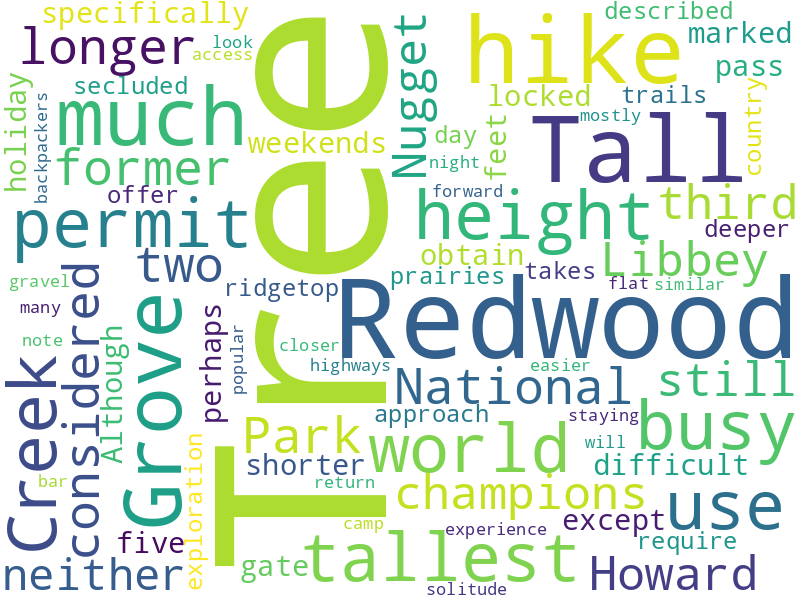 specifically
longer
look
access
secluded
much
holiday
backpackers
former
offer
permit
two
weekends
Tree
Nugget
hike
described
marked
pass
locked
trails
mostly
country
day
feet
night
Tall
forward
height
third
deeper
obtain
Libbey
prairies
takes
flat
similar
ridgetop
Redwood
gravel
many
note
Creek
considered
Although
Grove
perhaps
popular
closer
highways
National
easier
still
approach
staying
busy
Park
world
will
shorter
difficult
bar
exploration
return
champions
except
use
camp
experience
five
require
neither
gate
tallest
solitude
Howard